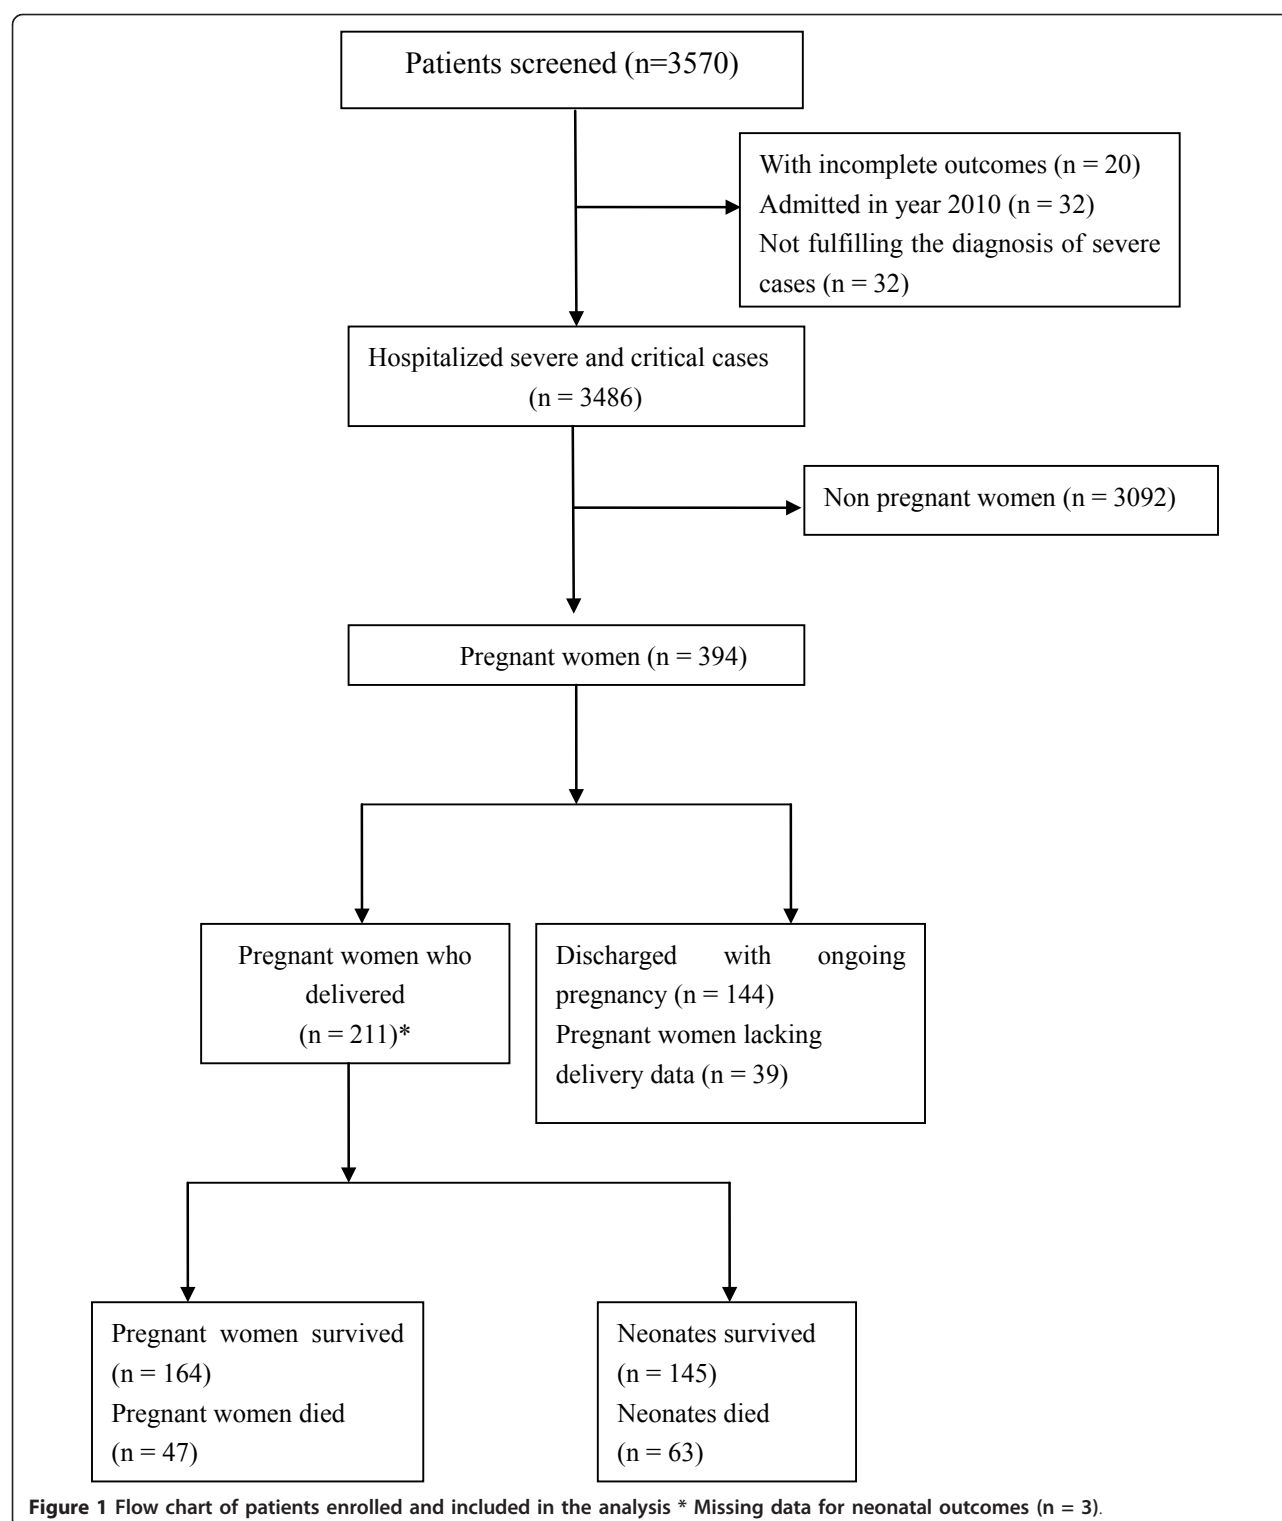 Patients screened (n=3570)
With incomplete outcomes (n = 20)
Admitted in year 2010 (n = 32)
Not fulfilling the diagnosis of severe
cases (n = 32)
Hospitalized severe and critical cases
(n = 3486)
Non pregnant women (n = 3092)
Pregnant women (n = 394)
Pregnant women who
delivered
(n = 211)*
Discharged with ongoing
pregnancy (n = 144)
Pregnant women lacking
delivery data (n = 39)
Pregnant women survived
(n = 164)
Pregnant women died
(n = 47)
Neonates survived
(n = 145)
Neonates died
(n = 63)
Figure 1 Flow chart of patients enrolled and included in the analysis * Missing data for neonatal outcomes (n = 3).